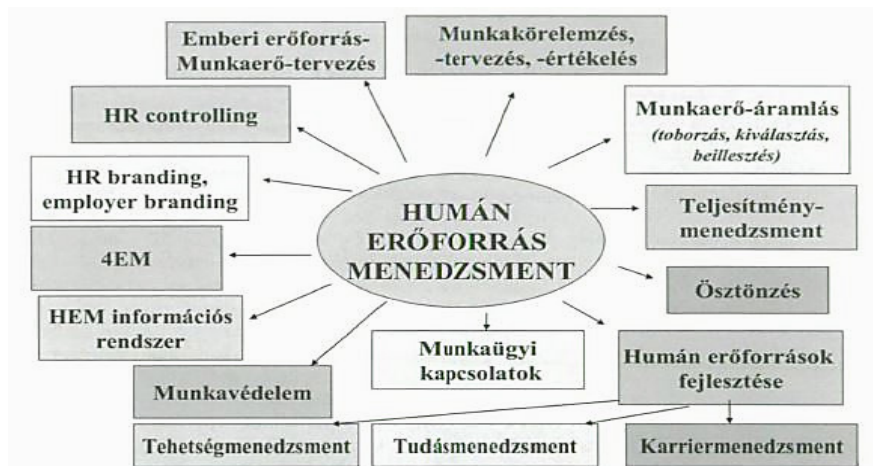 Emberi erőforrás-
Munkaerő-tervezés
Munkakörelemzés,
-tervezés, -értékelés
HR controlling
Munkaerő-áramlás
(toborzás, kiválasztás,
beillesztés)
HR branding,
employer branding
HUMÁN
ERŐFORRÁS
MENEDZSMENT
Teljesítmény-
menedzsment
4EM
Ösztönzés
HEM információs
rendszer
Munkaügyi
kapcsolatok
Humán erőforrások
fejlesztése
Munkavédelem
Tehetségmenedzsment
Tudásmenedzsment
Karriermenedzsment